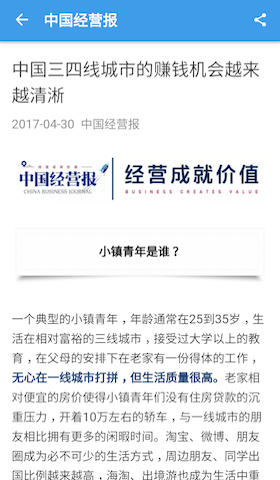 中国经营报
中国三四线城市的赚钱机会越来
越清淅
2017-04-30 中国经营报
中国经营报
CHINA BUSINESS JOURNAL
经营成就价值
BUSINESS CREATES VALUE
小镇青年是谁？
一个典型的小镇青年，年龄通常在25到35岁，生
活在相对富裕的三线城市，接受过大学以上的教
育，在父母的安排下在老家有一份得体的工作，
无心在一线城市打拼，但生活质量很高。老家相
对便宜的房价使得小镇青年们没有住房贷款的沉
重压力，开着10万左右的轿车，与一线城市的朋
友相比拥有更多的闲暇时间。淘宝、微博、朋友
圈成为必不可少的生活方式，周边朋友、同学出
国比例越来越高，海淘、出境游也成为生活中重